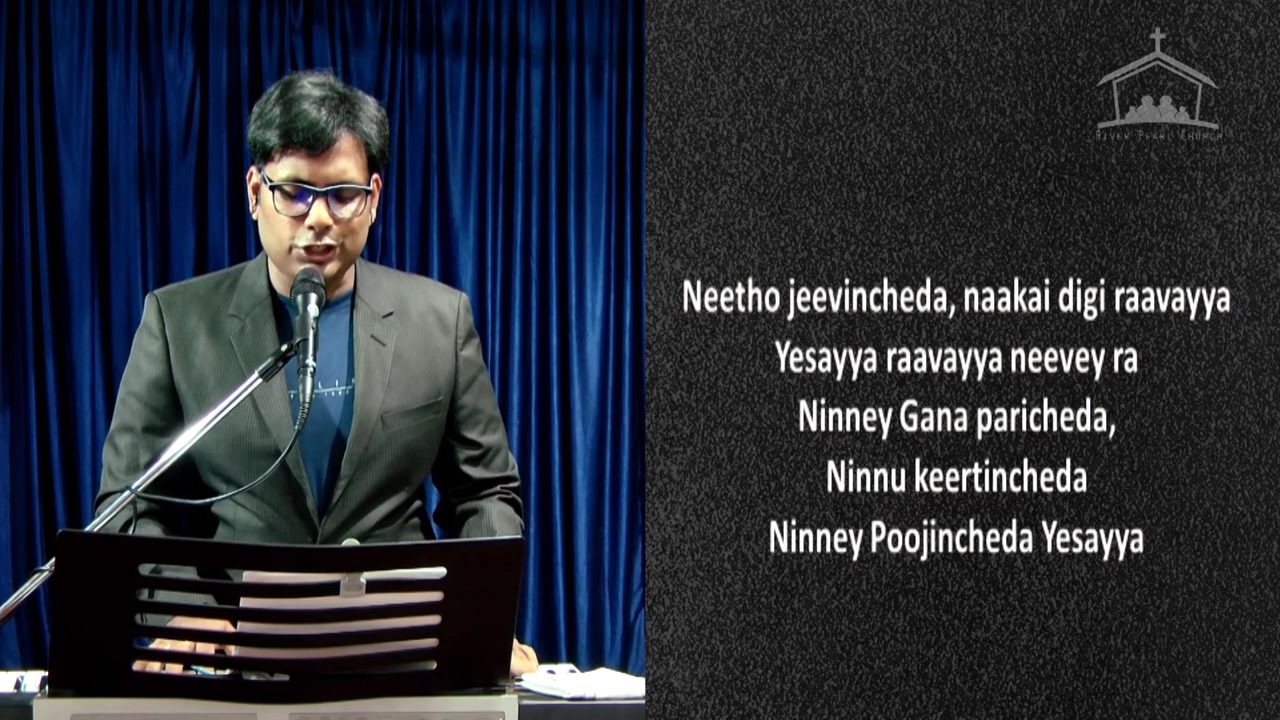 Neetho jeevincheda, naakai digi raavayya
Yesayya raavayya neevey ra
Ninney Gana paricheda,
Ninnu keertincheda
Ninney Poojincheda Yesayya